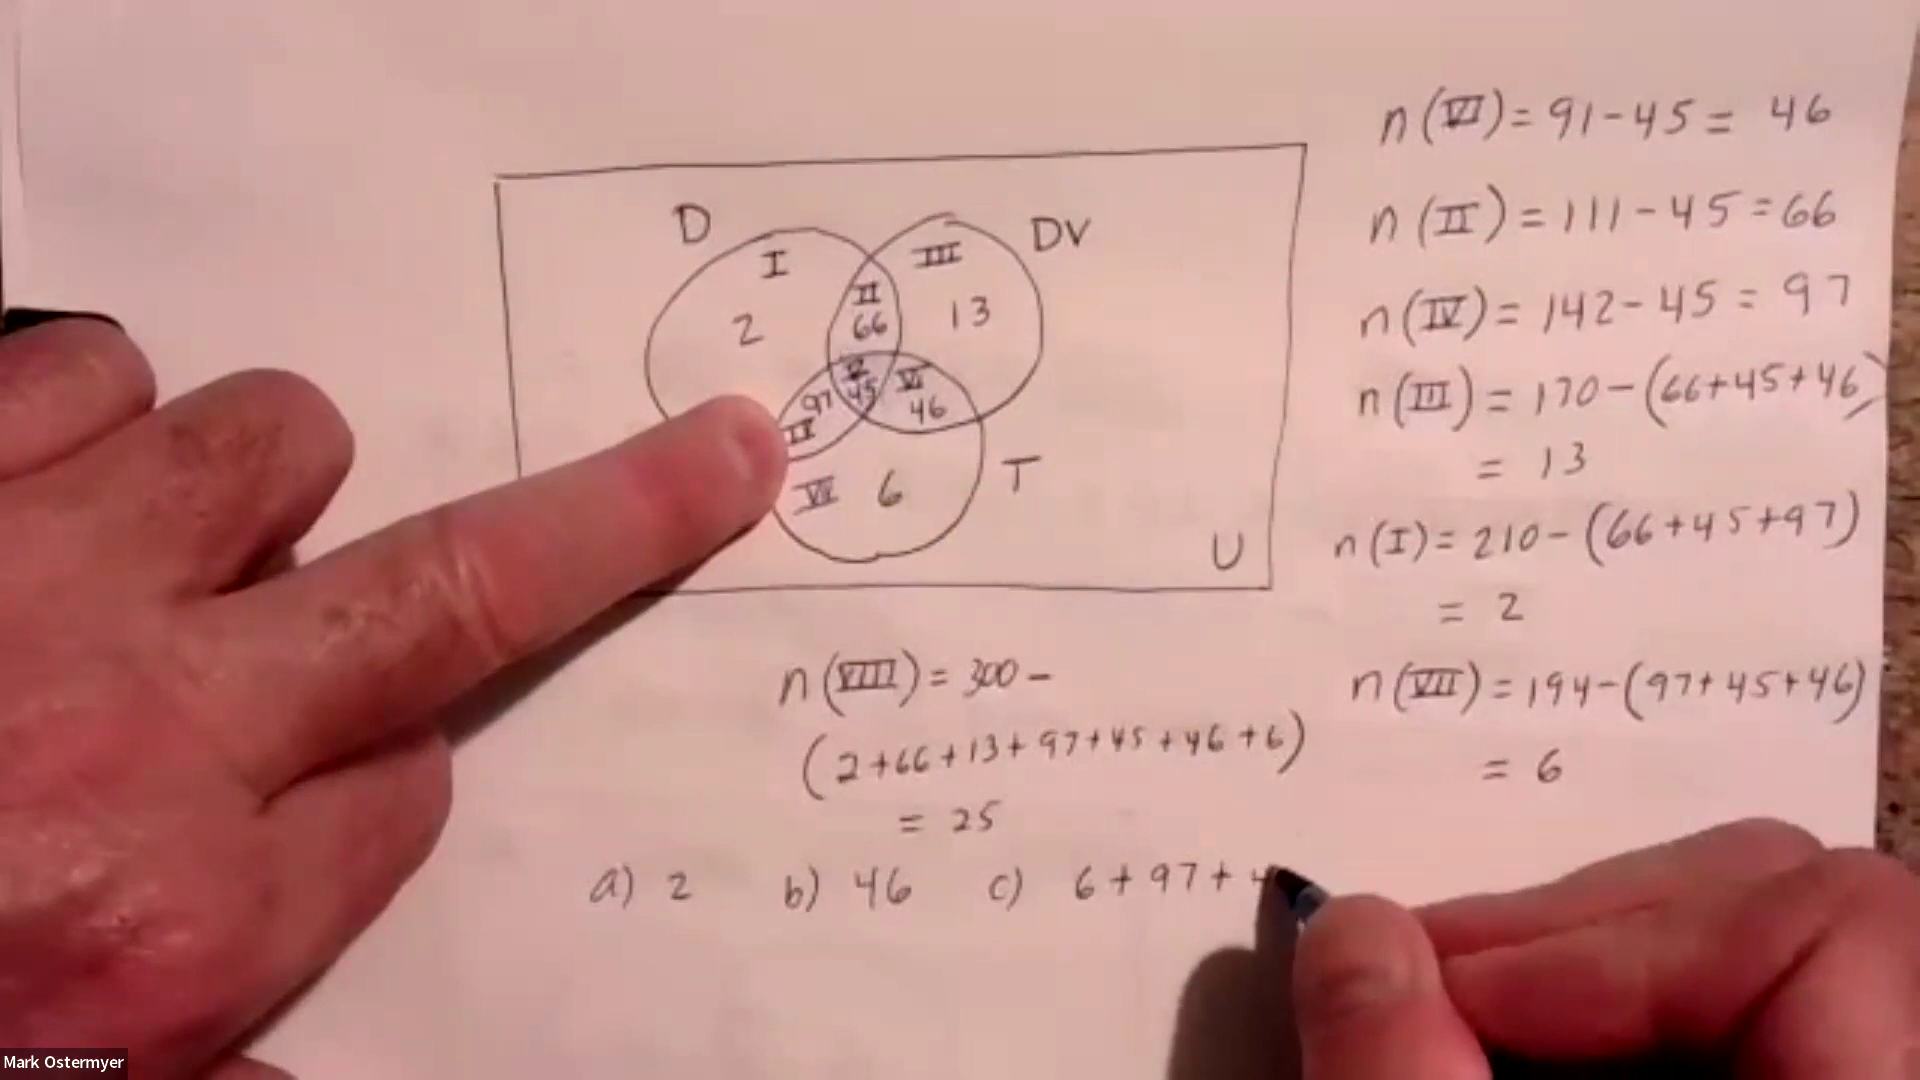 n(VI) = 91 - 45 = 46
n(II) = 111 - 45 = 66
n(IV) = 142 - 45 = 97
n(III) = 170 - (66 + 45 + 46)
= 13
n(I) = 210 - (66 + 45 + 97)
= 2
n(VII) = 194 - (97 + 45 + 46)
= 6
D
DV
I
III
II
2
66
13
V
VI
97
45
46
VII
6
T
U
n(VIII) = 300 -
(2 + 66 + 13 + 97 + 45 + 46 + 6)
= 25
a) 2 b) 46 c) 6 + 97 +
Mark Ostermyer